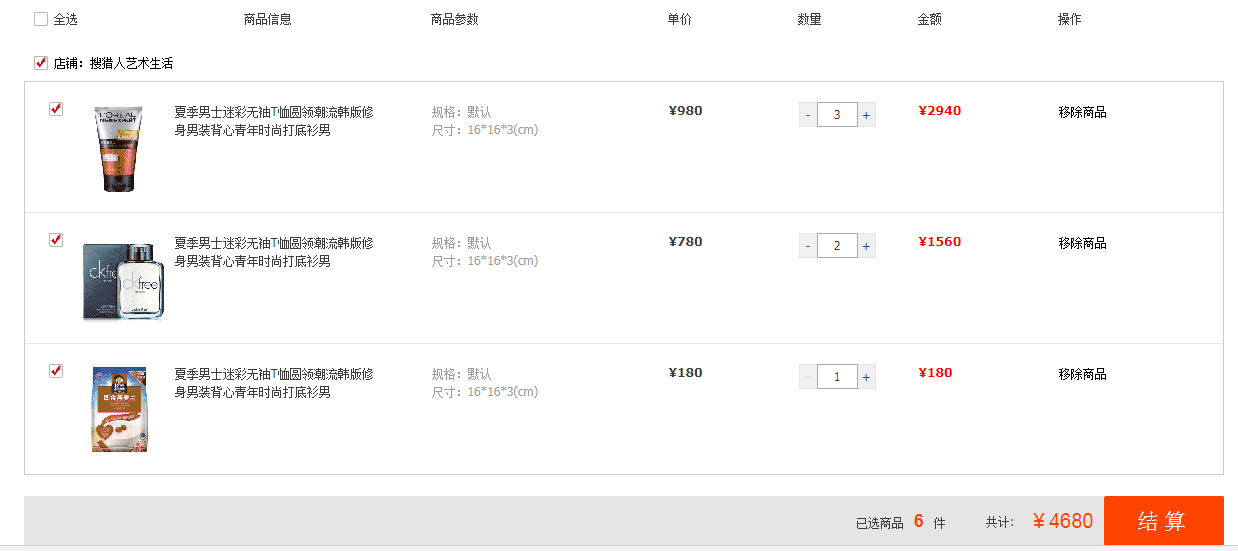 全选 商品信息 商品参数 单价 数量 金额 操作
店铺：搜猎人艺术生活
L'OREAL
MEN EXPERT
夏季男士迷彩无袖T恤圆领潮流韩版修
身男装背心青年时尚打底衫男
规格：默认
尺寸：16*16*3(cm)
¥980
- 3 +
¥2940
移除商品
ckfree
夏季男士迷彩无袖T恤圆领潮流韩版修
身男装背心青年时尚打底衫男
规格：默认
尺寸：16*16*3(cm)
¥780
- 2 +
¥1560
移除商品
即食燕麦片
夏季男士迷彩无袖T恤圆领潮流韩版修
身男装背心青年时尚打底衫男
规格：默认
尺寸：16*16*3(cm)
¥180
- 1 +
¥180
移除商品
已选商品 6 件 共计: ¥ 4680 结 算